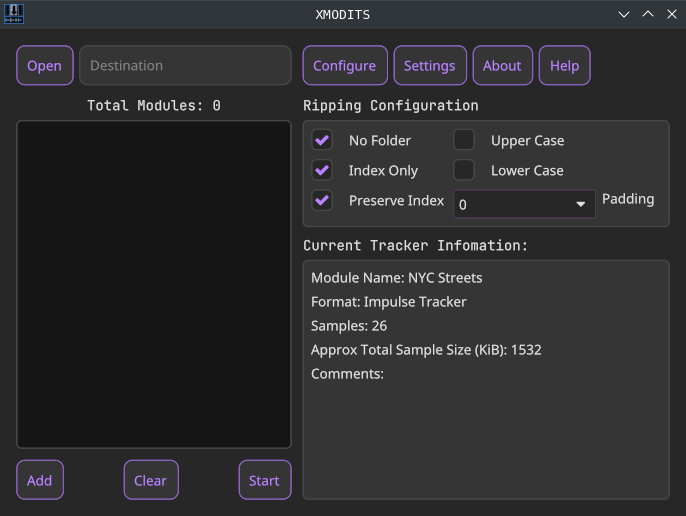 XMODITS
Open
Destination
Configure
Settings
About
Help
Total Modules: 0
Ripping Configuration
No Folder
Upper Case
Index Only
Lower Case
Preserve Index
0
Padding
Current Tracker Infomation:
Module Name: NYC Streets
Format: Impulse Tracker
Samples: 26
Approx Total Sample Size (KiB): 1532
Comments:
Add
Clear
Start